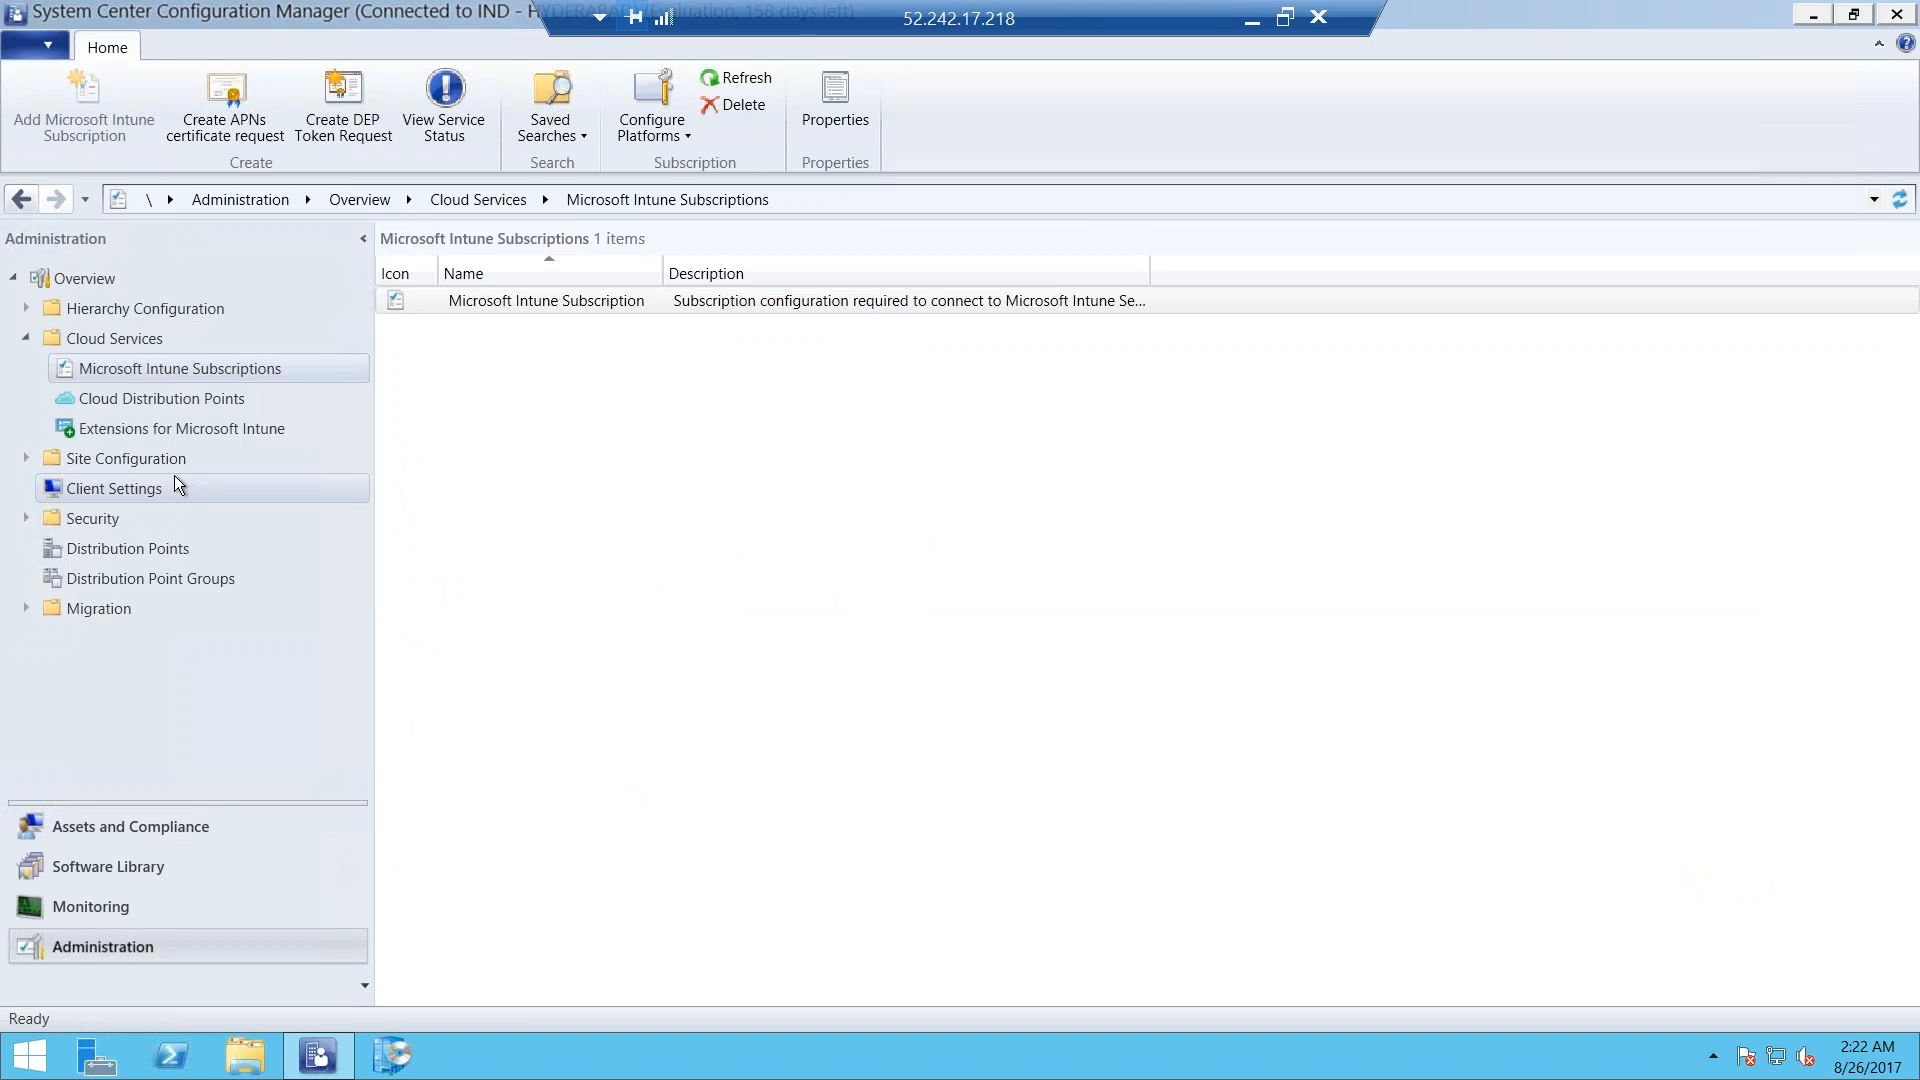 System Center Configuration Manager (Connected to IND - HYDERABAD) (Evaluation, 158 days left)
52.242.17.218
Home
Add Microsoft Intune Subscription
Create APNs certificate request
Create DEP Token Request
View Service Status
Saved Searches
Configure Platforms
Refresh
Delete
Properties
Create
Search
Subscription
Properties
\ Administration Overview Cloud Services Microsoft Intune Subscriptions
Administration
Overview
Hierarchy Configuration
Cloud Services
Microsoft Intune Subscriptions
Cloud Distribution Points
Extensions for Microsoft Intune
Site Configuration
Client Settings
Security
Distribution Points
Distribution Point Groups
Migration
Assets and Compliance
Software Library
Monitoring
Administration
Microsoft Intune Subscriptions 1 items
Icon Name Description
Microsoft Intune Subscription Subscription configuration required to connect to Microsoft Intune Se...
Ready
2:22 AM
8/26/2017